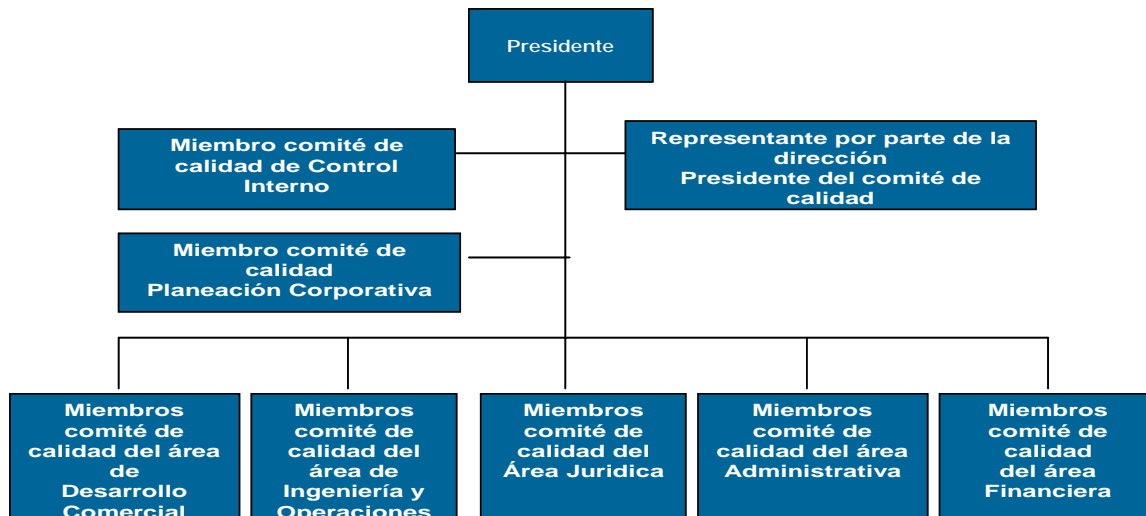 Presidente
Miembro comité de
calidad de Control
Interno
Representante por parte de la
dirección
Presidente del comité de
calidad
Miembro comité de
calidad
Planeación Corporativa
Miembros
comité de
calidad del área
de
Desarrollo
Comercial
Miembros
comité de
calidad del
área de
Ingeniería y
Operaciones
Miembros
comité de
calidad del
Área Juridica
Miembros
comité de
calidad del área
Administrativa
Miembros
comité de
calidad
del área
Financiera